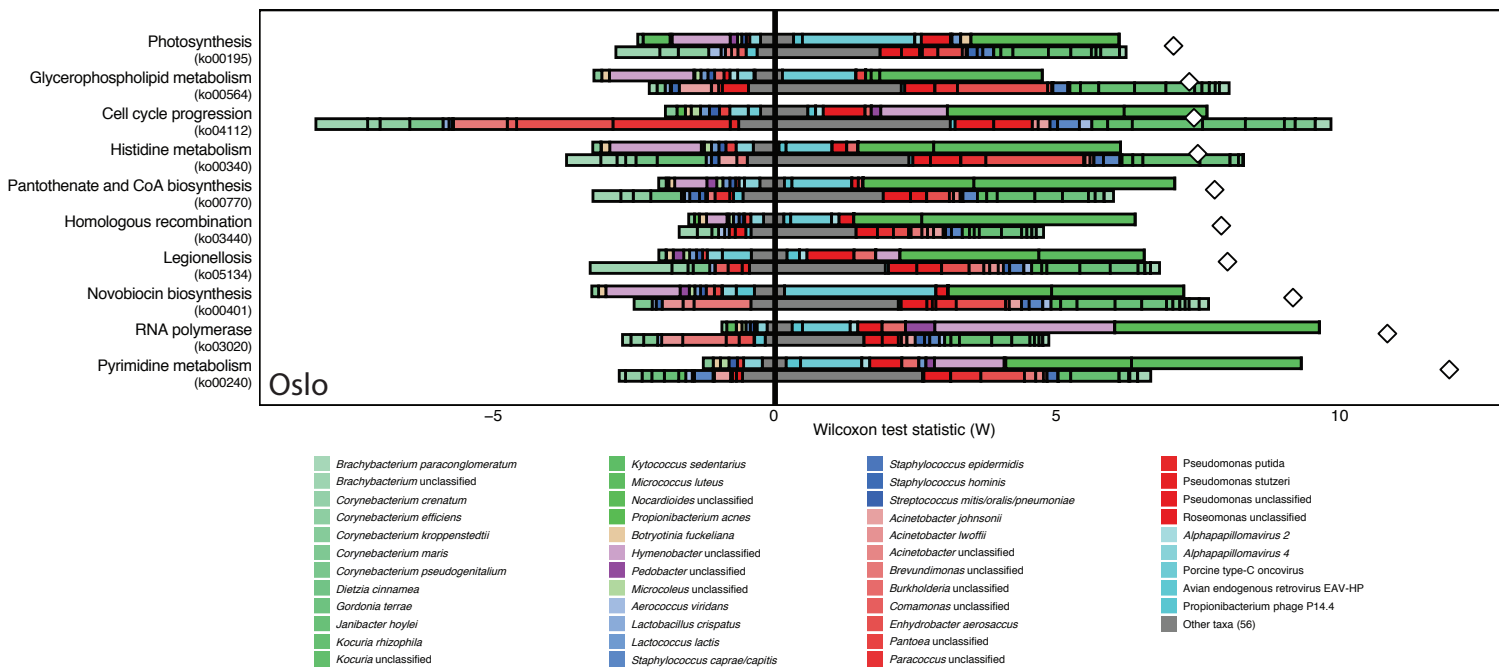 Photosynthesis
(ko00195)
Glycerophospholipid metabolism
(ko00564)
Cell cycle progression
(ko04112)
Histidine metabolism
(ko00340)
Pantothenate and CoA biosynthesis
(ko00770)
Homologous recombination
(ko03440)
Legionellosis
(ko05134)
Novobiocin biosynthesis
(ko00401)
RNA polymerase
(ko03020)
Pyrimidine metabolism
(ko00240)
Oslo
−5 0 5 10
Wilcoxon test statistic (W)
Brachybacterium paraconglomeratum
Brachybacterium unclassified
Corynebacterium crenatum
Corynebacterium efficiens
Corynebacterium kroppenstedtii
Corynebacterium maris
Corynebacterium pseudogenitalium
Dietzia cinnamea
Gordonia terrae
Janibacter hoylei
Kocuria rhizophila
Kocuria unclassified
Kytococcus sedentarius
Micrococcus luteus
Nocardioides unclassified
Propionibacterium acnes
Botryotinia fuckeliana
Hymenobacter unclassified
Pedobacter unclassified
Microcoleus unclassified
Aerococcus viridans
Lactobacillus crispatus
Lactococcus lactis
Staphylococcus caprae/capitis
Staphylococcus epidermidis
Staphylococcus hominis
Streptococcus mitis/oralis/pneumoniae
Acinetobacter johnsonii
Acinetobacter lwoffii
Acinetobacter unclassified
Brevundimonas unclassified
Burkholderia unclassified
Comamonas unclassified
Enhydrobacter aerosaccus
Pantoea unclassified
Paracoccus unclassified
Pseudomonas putida
Pseudomonas stutzeri
Pseudomonas unclassified
Roseomonas unclassified
Alphapapillomavirus 2
Alphapapillomavirus 4
Porcine type-C oncovirus
Avian endogenous retrovirus EAV-HP
Propionibacterium phage P14.4
Other taxa (56)